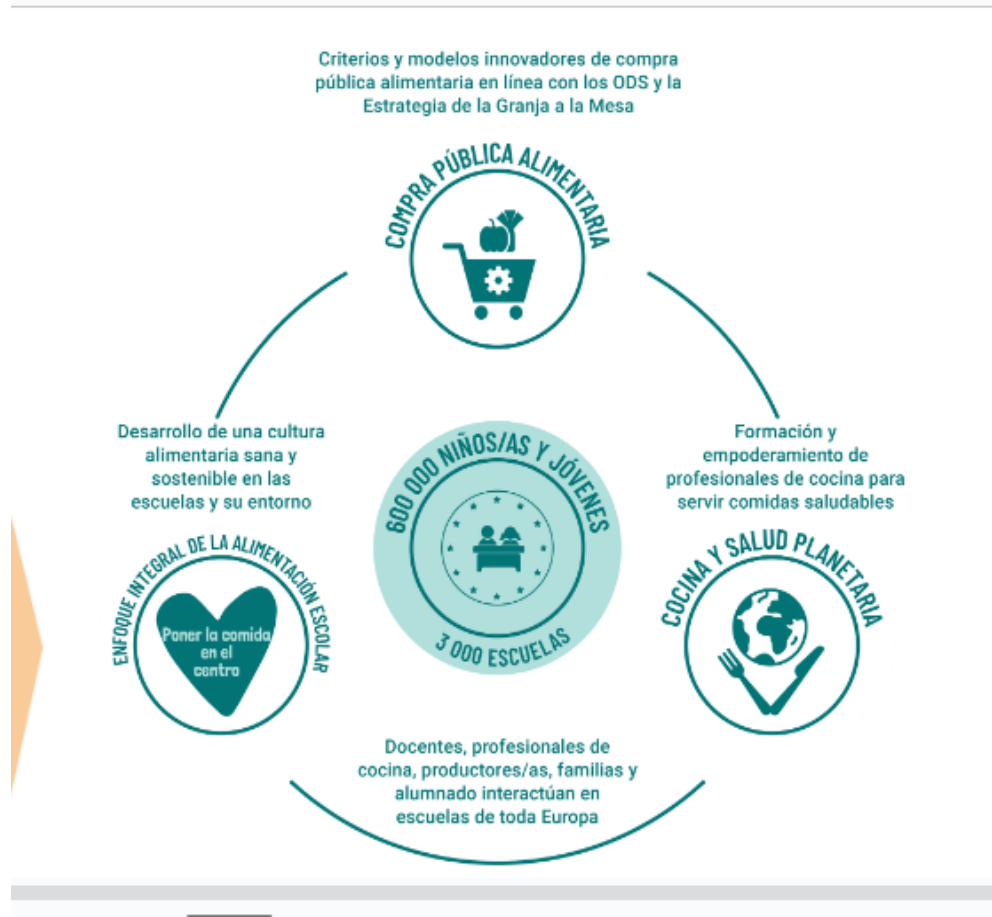 Criterios y modelos innovadores de compra
pública alimentaria en línea con los ODS y la
Estrategia de la Granja a la Mesa
COMPRA PÚBLICA ALIMENTARIA
Desarrollo de una cultura
alimentaria sana y
sostenible en las
escuelas y su entorno
600 000 NIÑOS/AS Y JÓVENES
3 000 ESCUELAS
Formación y
empoderamiento de
profesionales de cocina para
servir comidas saludables
ENFOQUE INTEGRAL DE LA ALIMENTACIÓN ESCOLAR
Poner la comida
en el
centro
COCINA Y SALUD PLANETARIA
Docentes, profesionales de
cocina, productores/as, familias y
alumnado interactúan en
escuelas de toda Europa